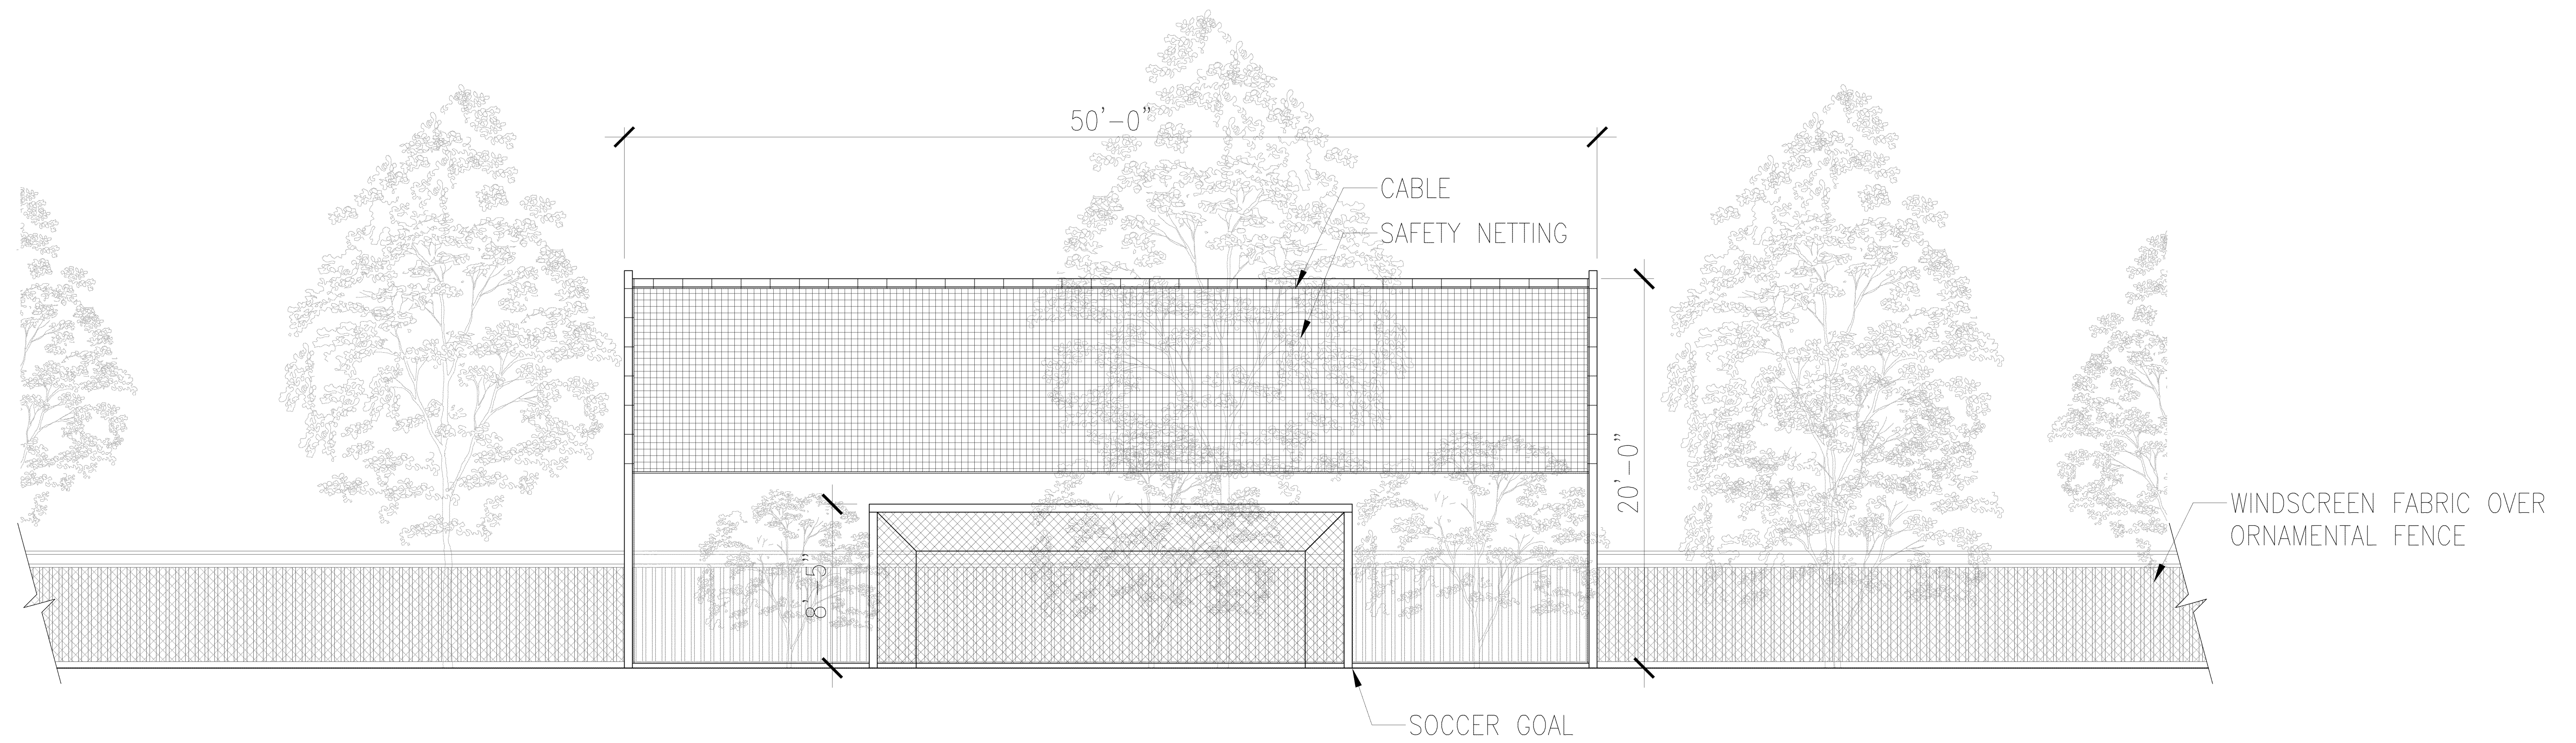 50'-0"
CABLE
SAFETY NETTING
20'-0"
8'-5"
WINDSCREEN FABRIC OVER
ORNAMENTAL FENCE
SOCCER GOAL